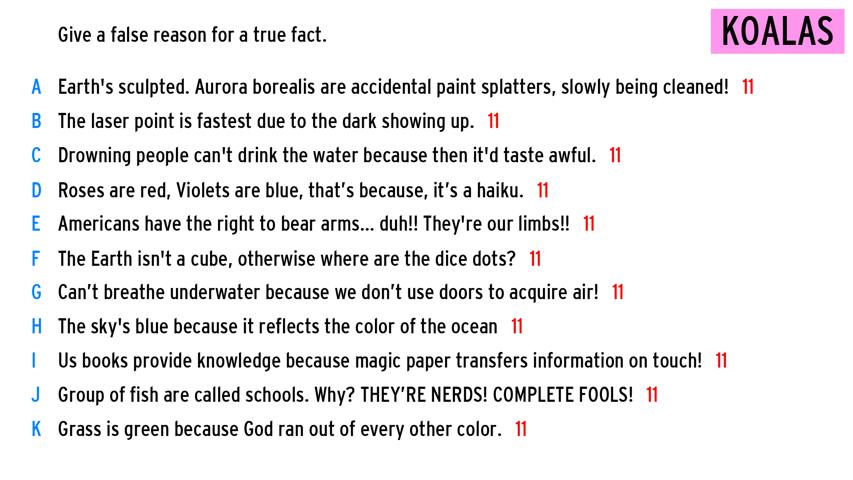 Give a false reason for a true fact.
KOALAS
A Earth's sculpted. Aurora borealis are accidental paint splatters, slowly being cleaned! 11
B The laser point is fastest due to the dark showing up. 11
C Drowning people can't drink the water because then it'd taste awful. 11
D Roses are red, Violets are blue, that’s because, it’s a haiku. 11
E Americans have the right to bear arms... duh!! They're our limbs!! 11
F The Earth isn't a cube, otherwise where are the dice dots? 11
G Can’t breathe underwater because we don’t use doors to acquire air! 11
H The sky's blue because it reflects the color of the ocean 11
I Us books provide knowledge because magic paper transfers information on touch! 11
J Group of fish are called schools. Why? THEY’RE NERDS! COMPLETE FOOLS! 11
K Grass is green because God ran out of every other color. 11